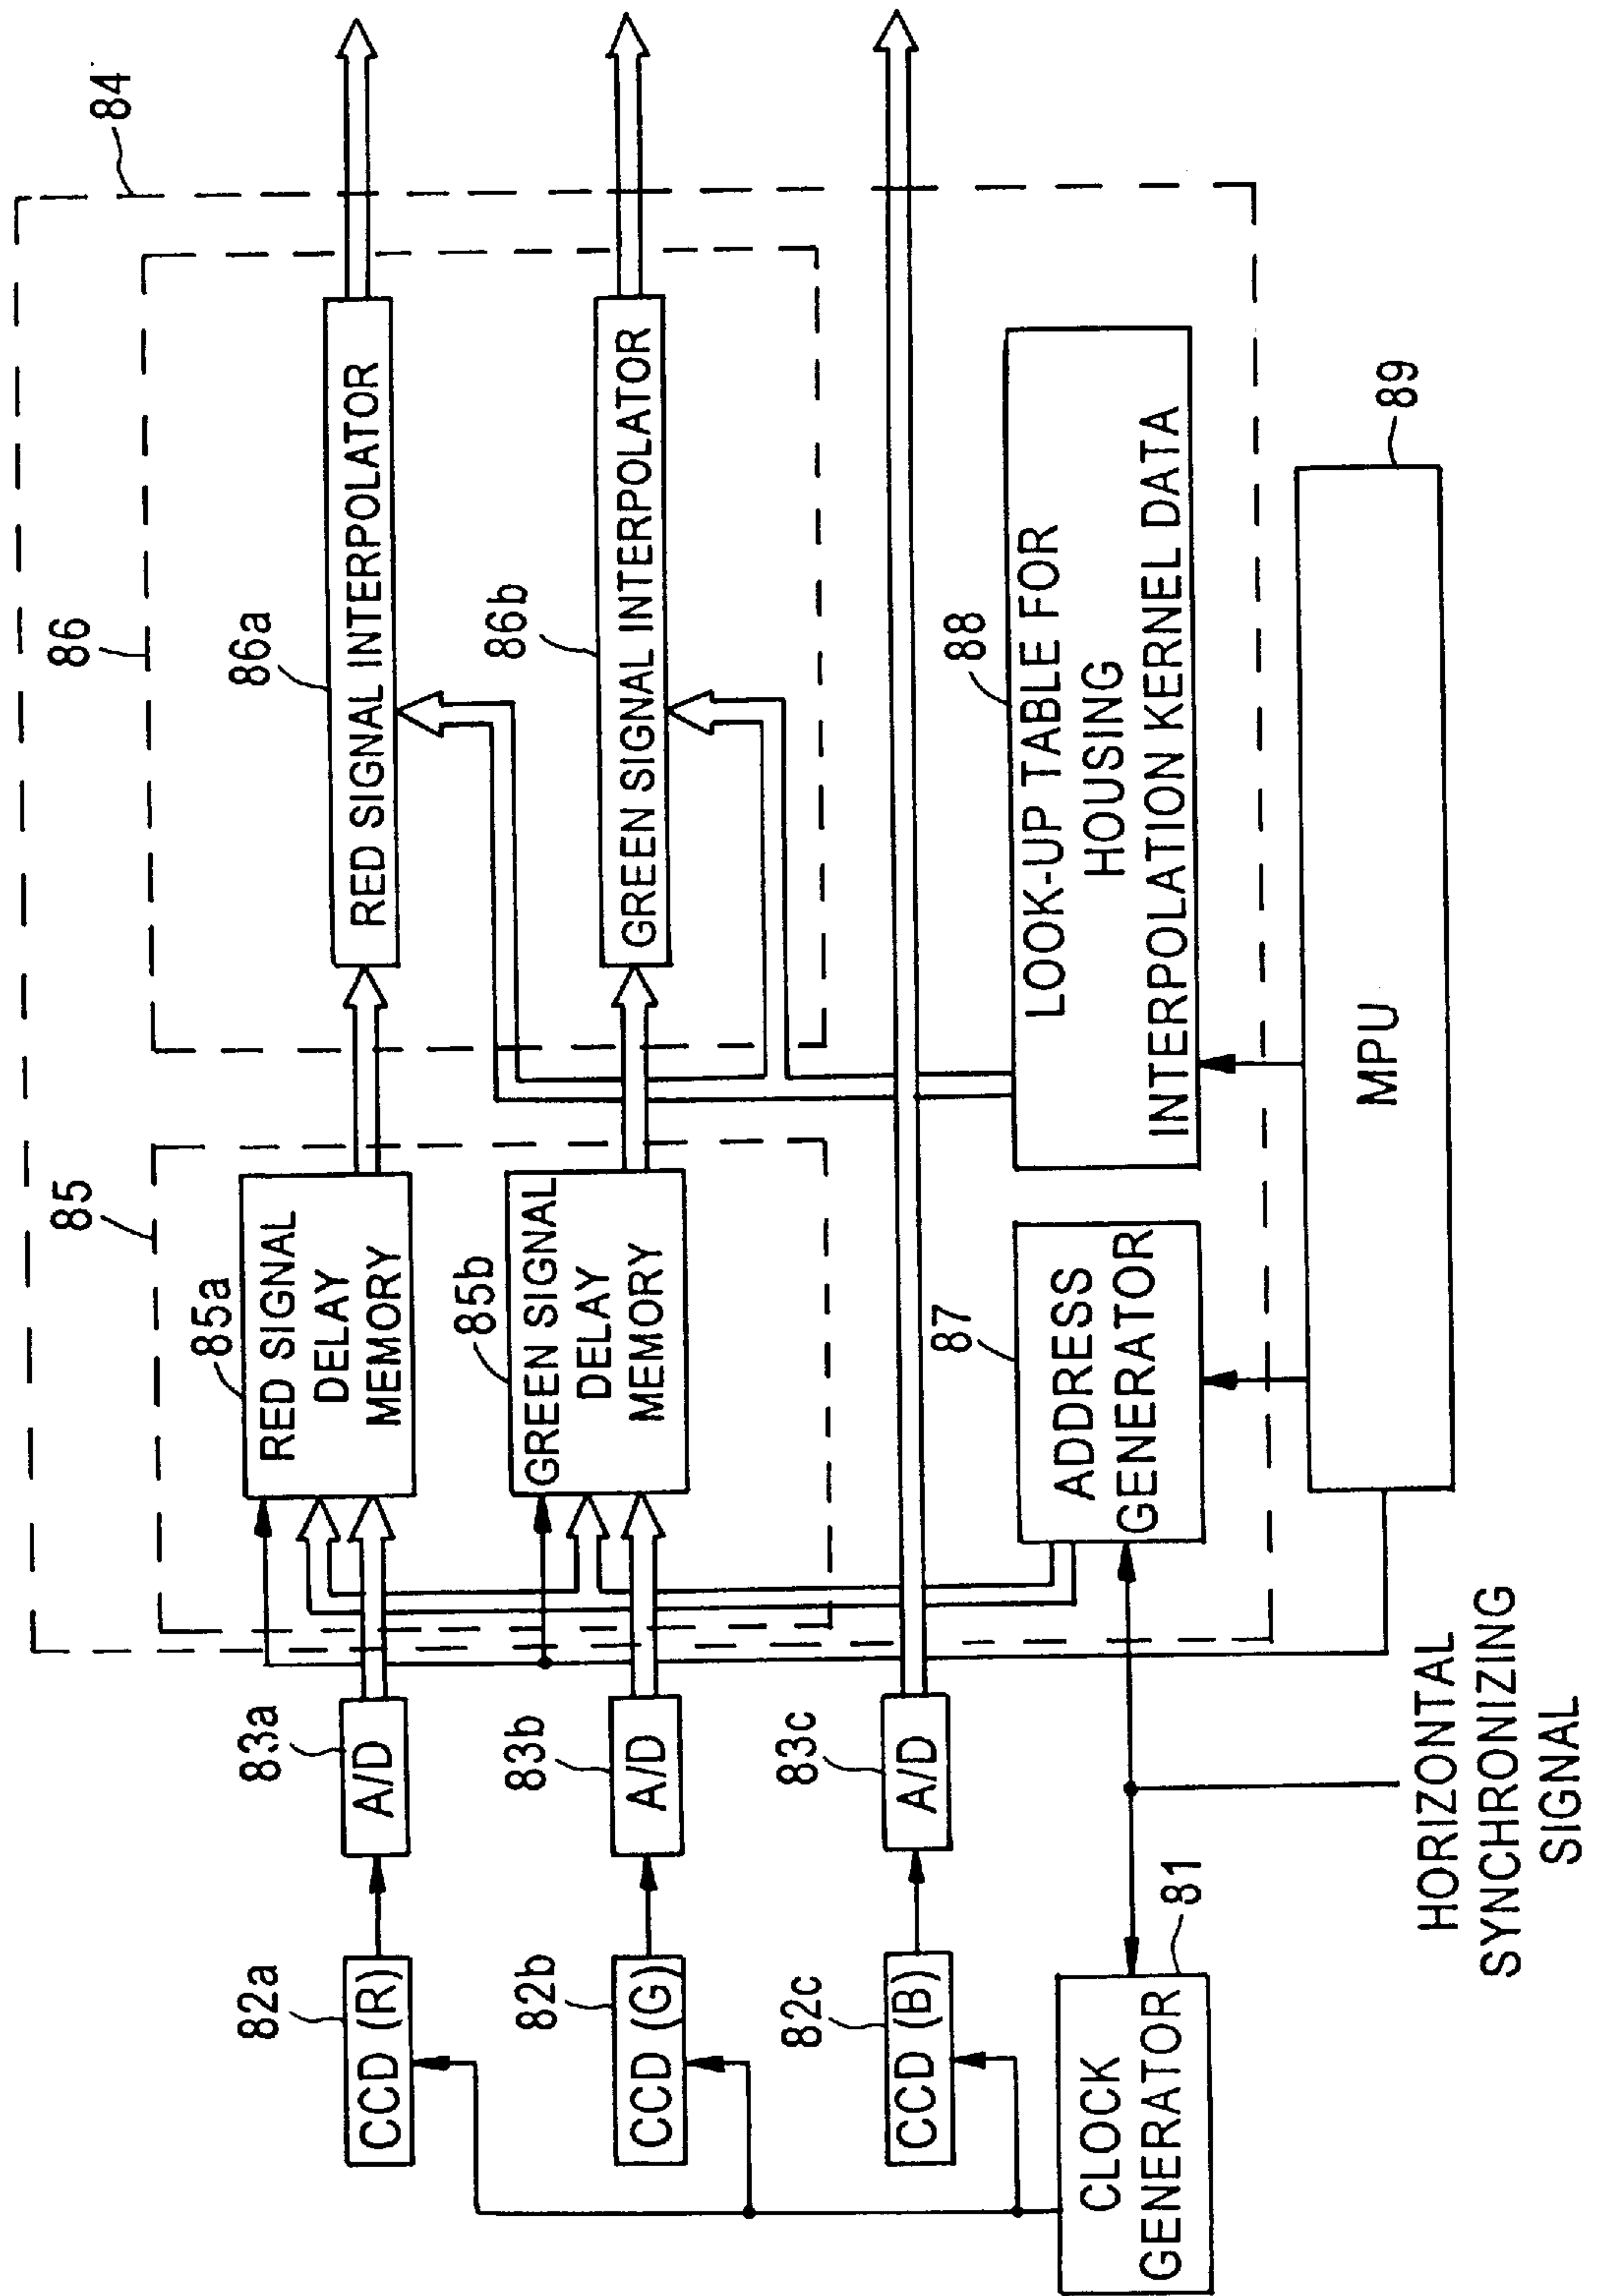 84
86
86a
RED SIGNAL INTERPOLATOR
86b
GREEN SIGNAL INTERPOLATOR
85
85a
RED SIGNAL
DELAY
MEMORY
85b
GREEN SIGNAL
DELAY
MEMORY
83a
A/D
83b
A/D
83c
A/D
82a
CCD (R)
82b
CCD (G)
82c
CCD (B)
88
LOOK-UP TABLE FOR
HOUSING
INTERPOLATION KERNEL DATA
87
ADDRESS
GENERATOR
89
MPU
81
CLOCK
GENERATOR
HORIZONTAL
SYNCHRONIZING
SIGNAL